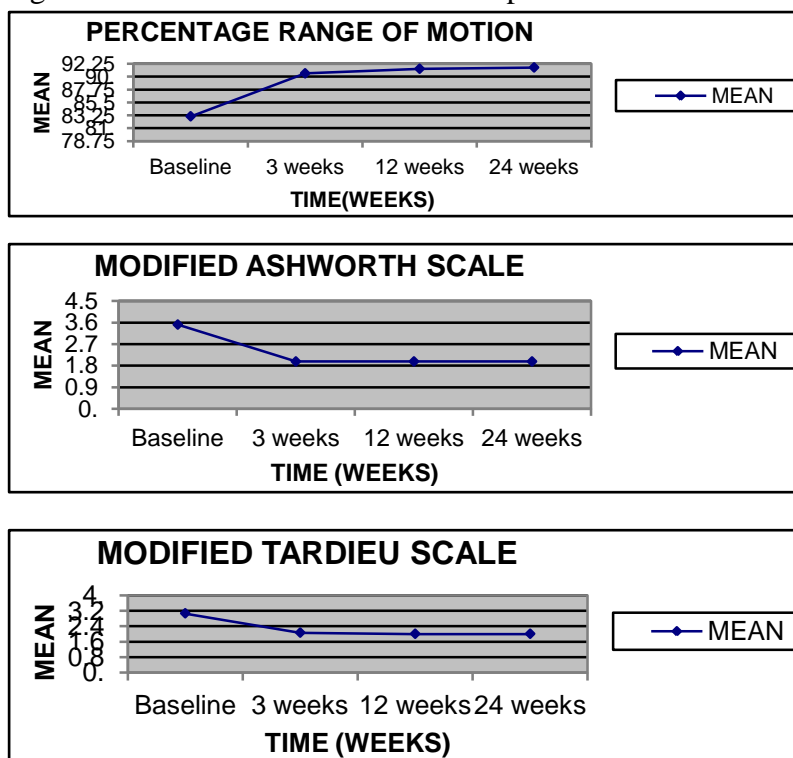 PERCENTAGE RANGE OF MOTION
92.25
90
87.75
85.5
83.25
81
78.75
MEAN
Baseline 3 weeks 12 weeks 24 weeks
TIME(WEEKS)
MEAN
MODIFIED ASHWORTH SCALE
4.5
3.6
2.7
1.8
0.9
0.
MEAN
Baseline 3 weeks 12 weeks 24 weeks
TIME (WEEKS)
MEAN
MODIFIED TARDIEU SCALE
4
3.2
2.4
1.6
0.8
0.
MEAN
Baseline 3 weeks 12 weeks 24 weeks
TIME (WEEKS)
MEAN